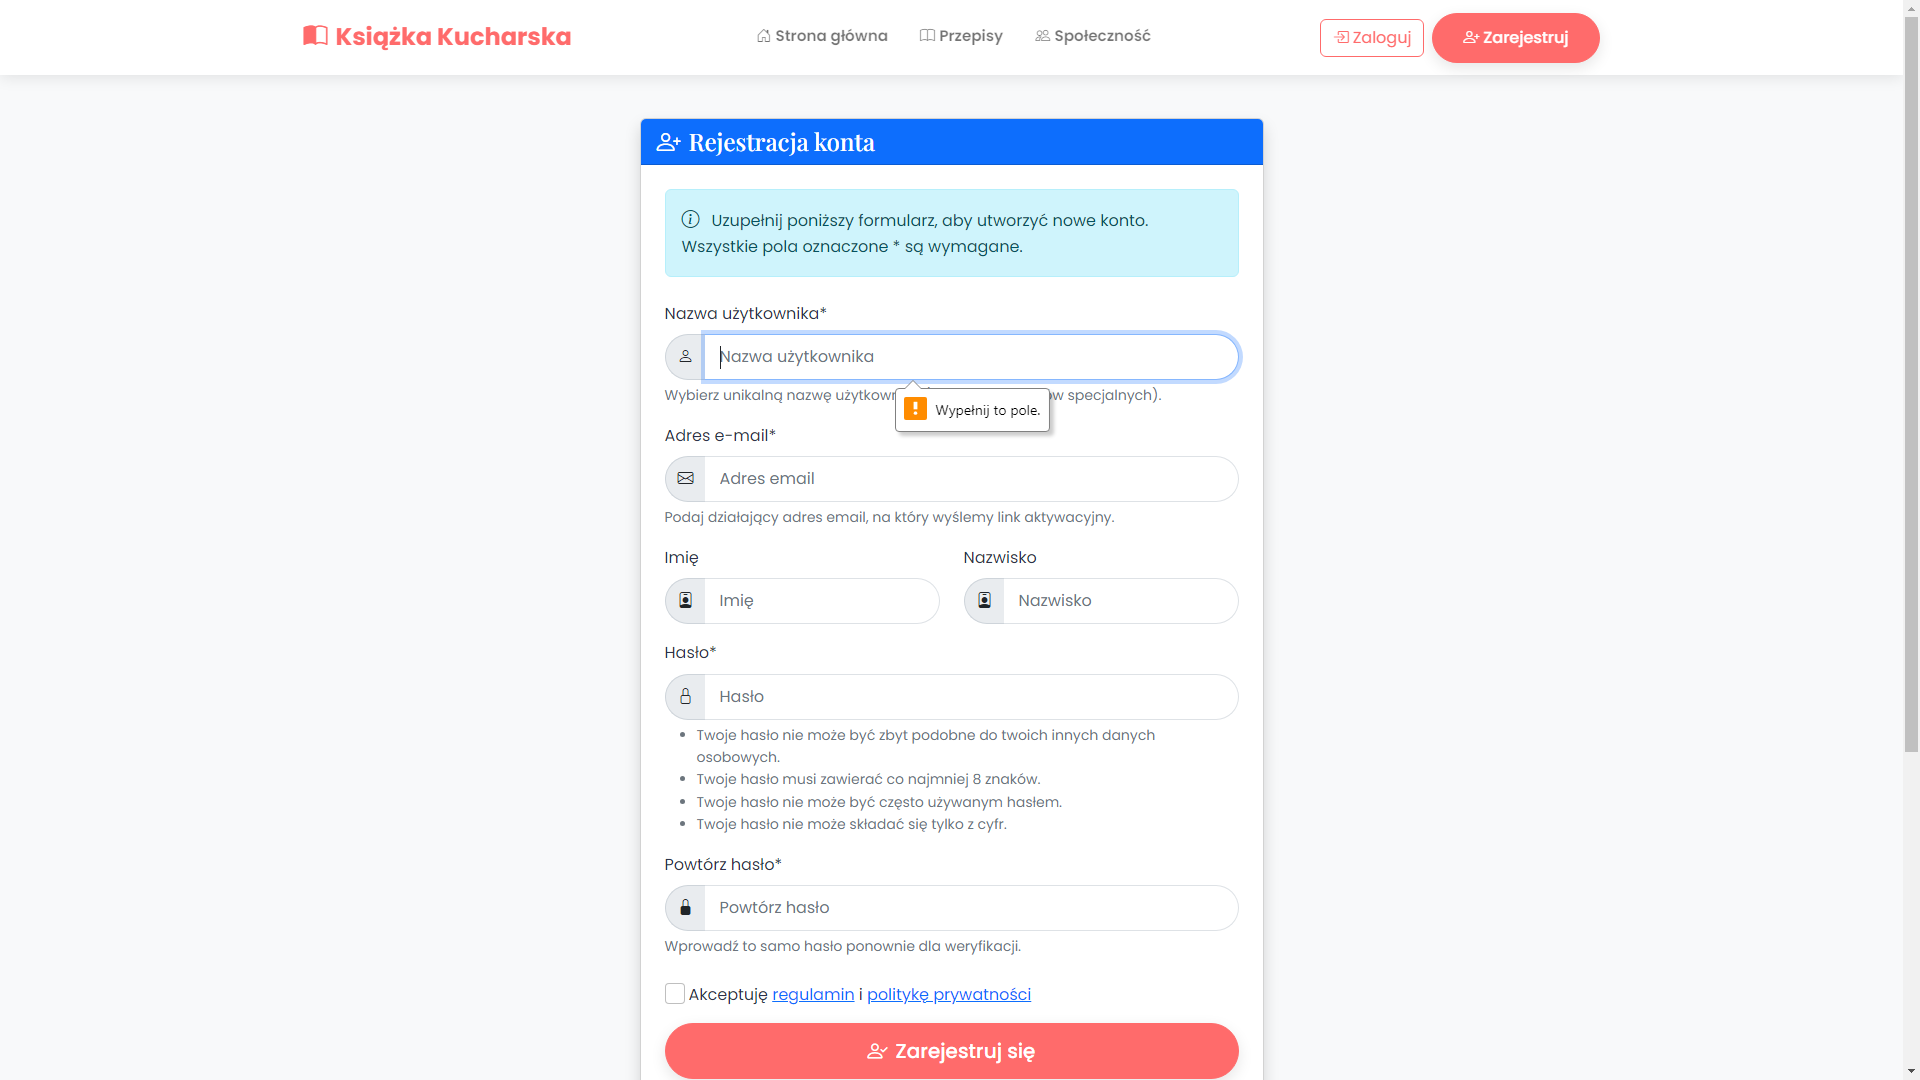 Książka Kucharska
Strona główna
Przepisy
Społeczność
Zaloguj
Zarejestruj
Rejestracja konta
Uzupełnij poniższy formularz, aby utworzyć nowe konto.
Wszystkie pola oznaczone * są wymagane.
Nazwa użytkownika*
Nazwa użytkownika
Wybierz unikalną nazwę specjalnych).
Wypełnij to pole.
Adres e-mail*
Adres email
Podaj działający adres email, na który wyślemy link aktywacyjny.
Imię
Nazwisko
Imię
Nazwisko
Hasło*
Hasło
Twoje hasło nie może być zbyt podobne do twoich innych danych
osobowych.
Twoje hasło musi zawierać co najmniej 8 znaków.
Twoje hasło nie może być często używanym hasłem.
Twoje hasło nie może składać się tylko z cyfr.
Powtórz hasło*
Powtórz hasło
Wprowadź to samo hasło ponownie dla weryfikacji.
Akceptuję regulamin i politykę prywatności
Zarejestruj się